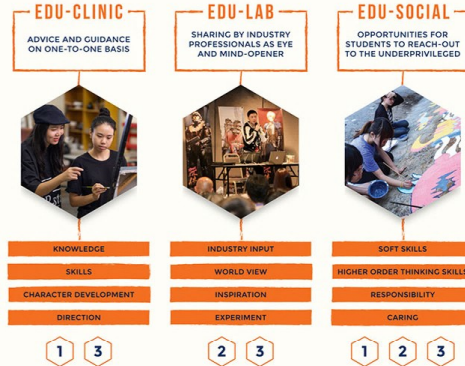 EDU-CLINIC
ADVICE AND GUIDANCE
ON ONE-TO-ONE BASIS
KNOWLEDGE
SKILLS
CHARACTER DEVELOPMENT
DIRECTION
1 3
EDU-LAB
SHARING BY INDUSTRY
PROFESSIONALS AS EYE
AND MIND-OPENER
INDUSTRY INPUT
WORLD VIEW
INSPIRATION
EXPERIMENT
2 3
EDU-SOCIAL
OPPORTUNITIES FOR
STUDENTS TO REACH-OUT
TO THE UNDERPRIVILEGED
SOFT SKILLS
HIGHER ORDER THINKING SKILLS
RESPONSIBILITY
CARING
1 2 3